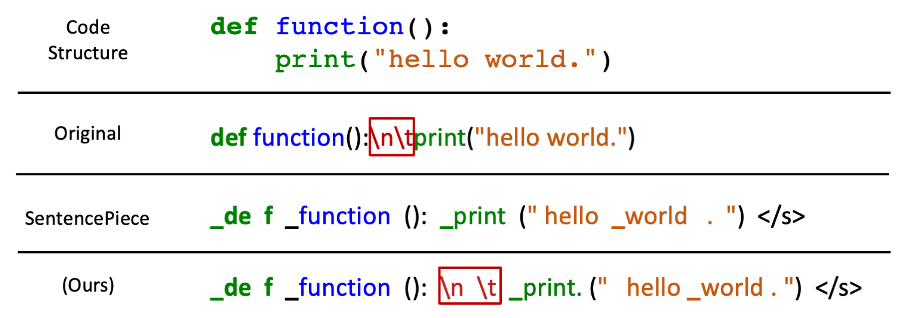 Code Structure
def function():
print("hello world.")
Original
def function():\n\tprint("hello world.")
SentencePiece
_de f _function (): _print (" hello _world . ") </s>
(Ours)
_de f _function (): \n \t _print. (" hello _world . ") </s>